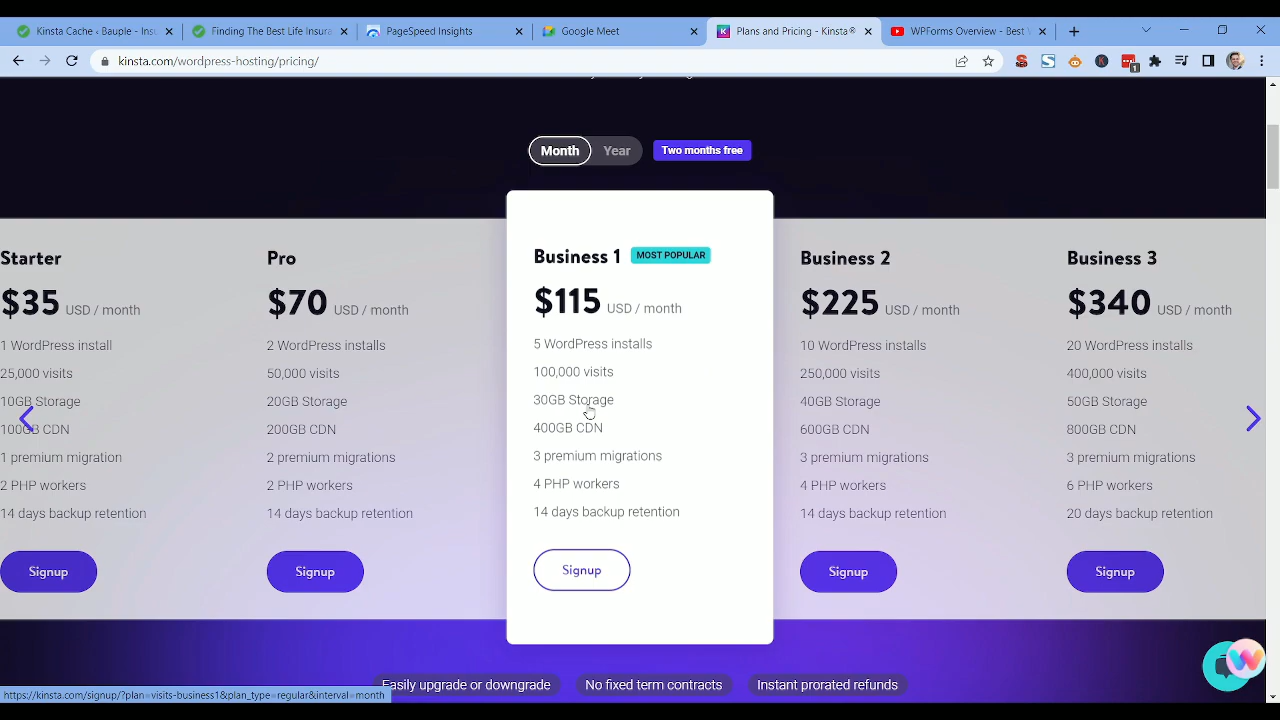 Kinsta Cache ‹ Bauple - Insu
Finding The Best Life Insura
PageSpeed Insights
Google Meet
Plans and Pricing - Kinsta®
WPForms Overview - Best W
kinsta.com/wordpress-hosting/pricing/
1
Month
Year
Two months free
Starter
$35 USD / month
1 WordPress install
25,000 visits
10GB Storage
100GB CDN
1 premium migration
2 PHP workers
14 days backup retention
Signup
Pro
$70 USD / month
2 WordPress installs
50,000 visits
20GB Storage
200GB CDN
2 premium migrations
2 PHP workers
14 days backup retention
Signup
Business 1 MOST POPULAR
$115 USD / month
5 WordPress installs
100,000 visits
30GB Storage
400GB CDN
3 premium migrations
4 PHP workers
14 days backup retention
Signup
Business 2
$225 USD / month
10 WordPress installs
250,000 visits
40GB Storage
600GB CDN
3 premium migrations
4 PHP workers
14 days backup retention
Signup
Business 3
$340 USD / month
20 WordPress installs
400,000 visits
50GB Storage
800GB CDN
3 premium migrations
6 PHP workers
20 days backup retention
Signup
Easily upgrade or downgrade
No fixed term contracts
Instant prorated refunds
https://kinsta.com/signup/?plan=visits-business1&plan_type=regular&interval=month